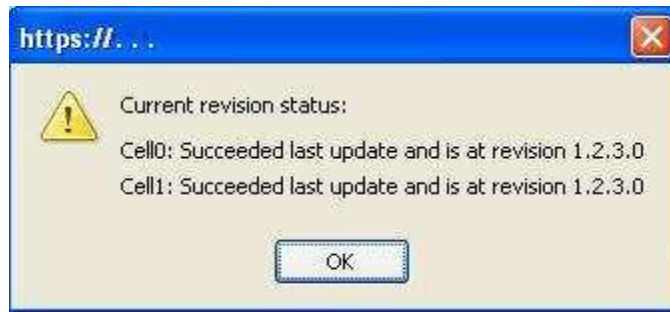 https://. . .
Current revision status:
Cell0: Succeeded last update and is at revision 1.2.3.0
Cell1: Succeeded last update and is at revision 1.2.3.0
OK